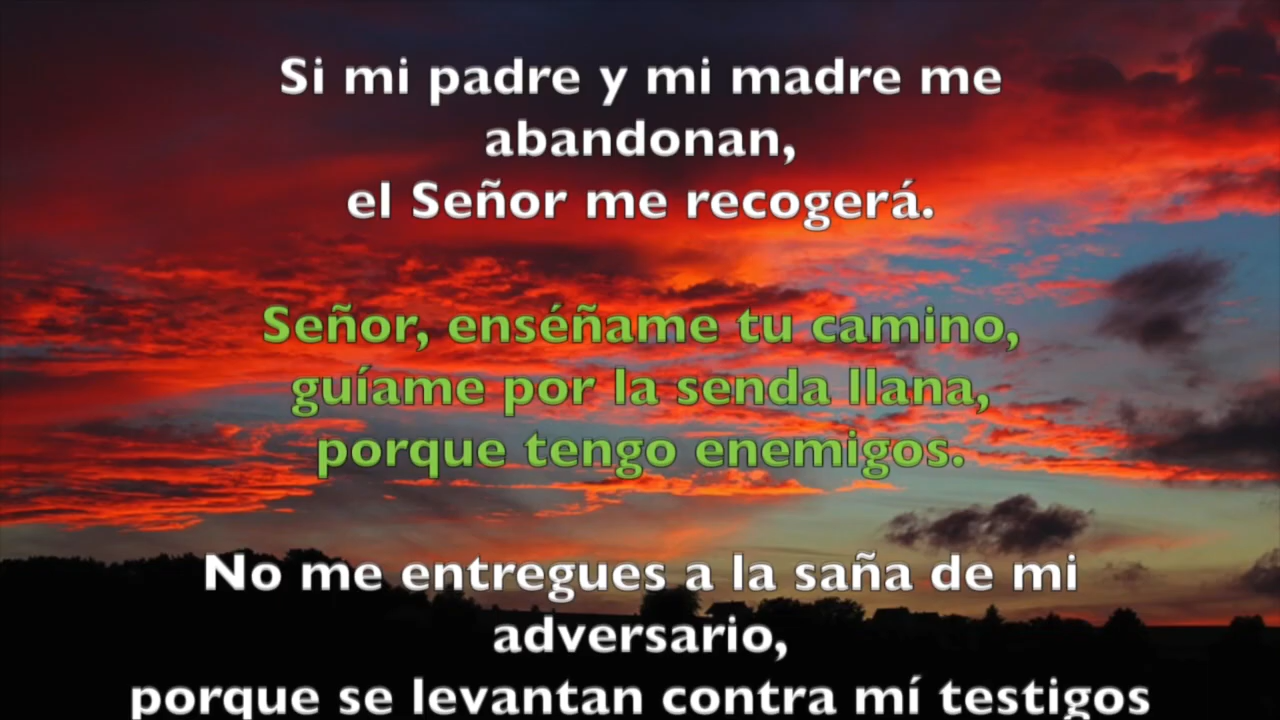 Si mi padre y mi madre me
abandonan,
el Señor me recogerá.
Señor, enséñame tu camino,
guíame por la senda llana,
porque tengo enemigos.
No me entregues a la saña de mi
adversario,
porque se levantan contra mí testigos